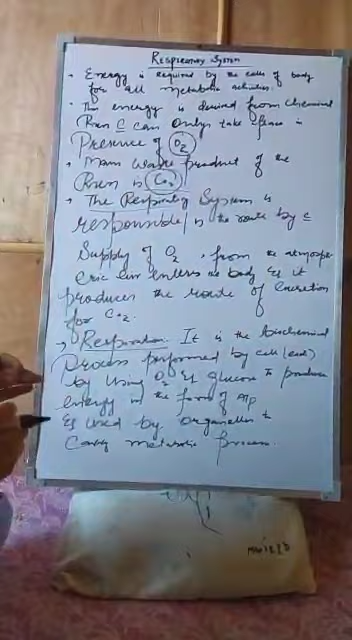 Respiratory System
• Energy is required by the cells of body
for all metabolic activities.
• This energy is derived from chemical
Rxn C can only take place in
Presence of O2
• Main waste product of the
Rxn is CO2
• The Respiratory System is
responsible / is the route by C
Supply of O2, from the atmosph-
eric air enters the body & it
produces the route of excretion
for CO2.
→ Respiration. It is the biochemical
process performed by cell
by using O2 & glucose to produce
energy in the form of ATP
& used by organelles to
Carry metabolic process.